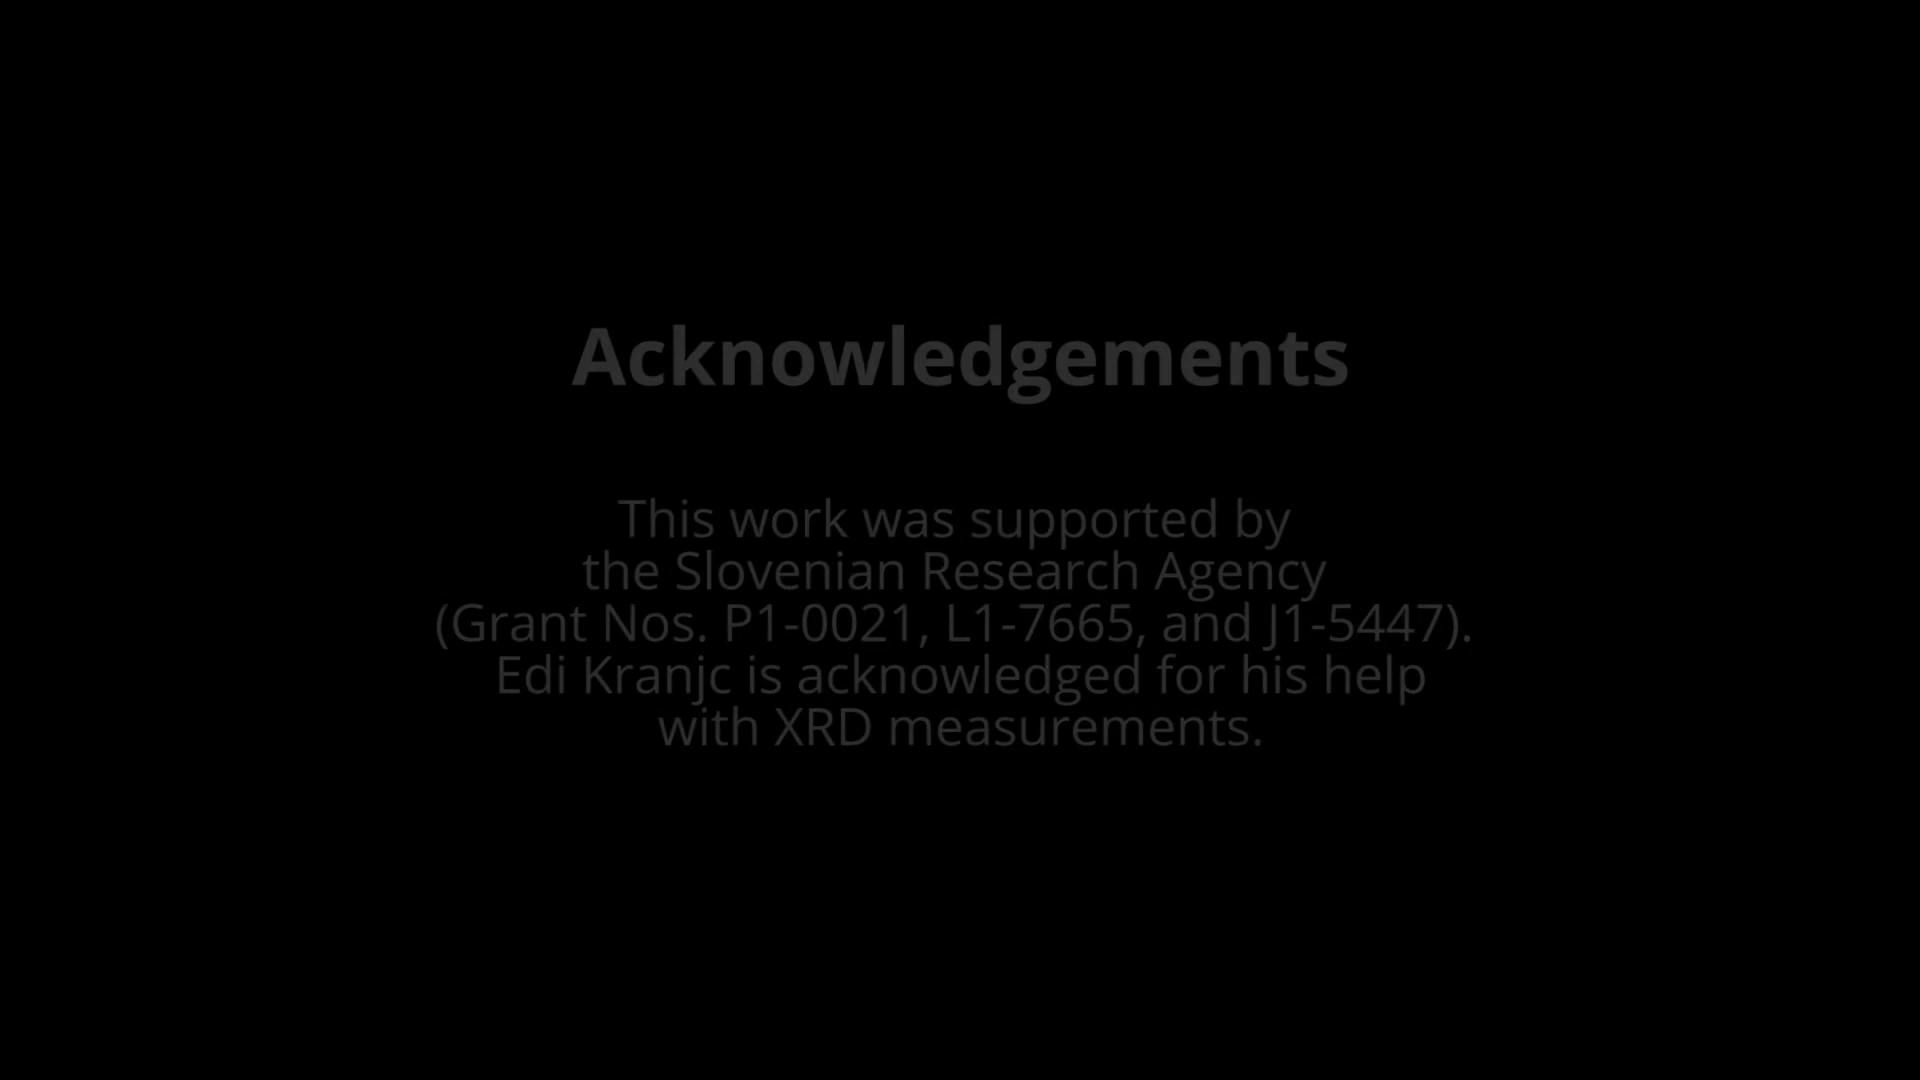 Acknowledgements
This work was supported by
the Slovenian Research Agency
(Grant Nos. P1-0021, L1-7665, and J1-5447).
Edi Kranjc is acknowledged for his help
with XRD measurements.